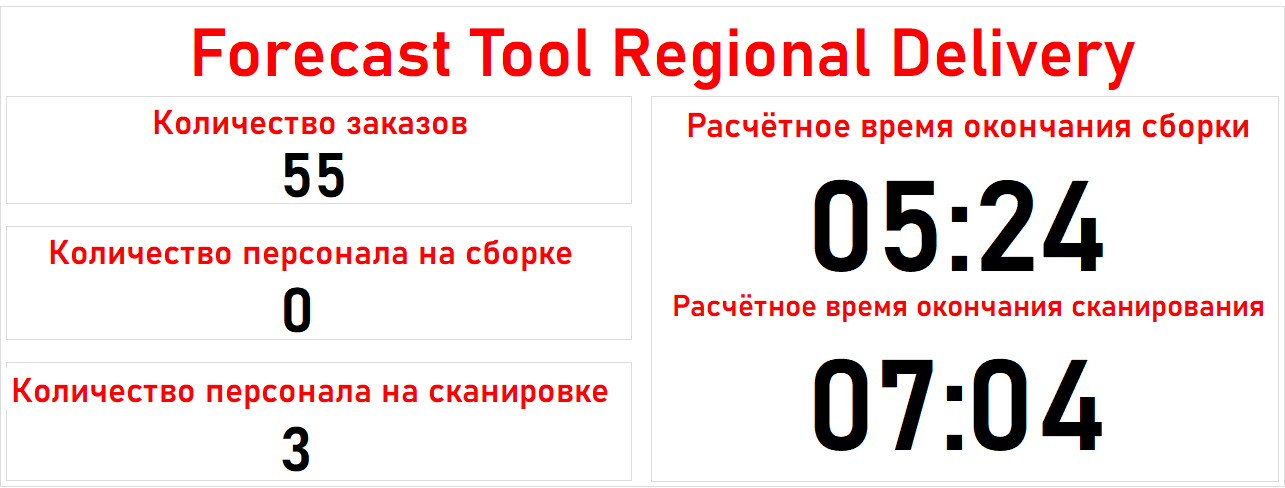 Forecast Tool Regional Delivery
Количество заказов
55
Количество персонала на сборке
0
Количество персонала на сканировке
3
Расчётное время окончания сборки
05:24
Расчётное время окончания сканирования
07:04